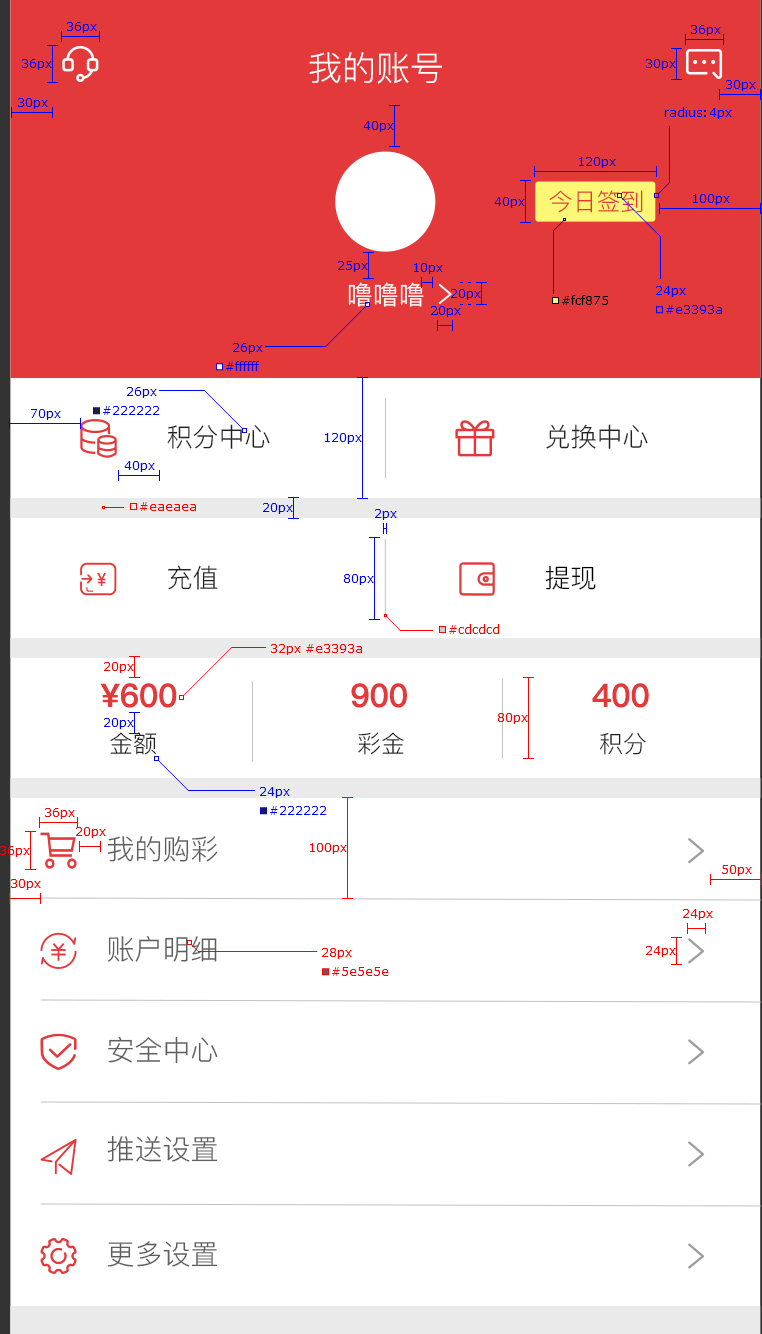 36px
36px
36px
我的账号
30px
30px
30px
radius:4px
40px
120px
40px
今日签到
100px
25px
10px
噜噜噜
20px
20px
#fcf875
24px
#e3393a
26px
#ffffff
26px
#222222
70px
积分中心
120px
兑换中心
40px
#eaeaea
20px
2px
充值
80px
提现
#cdcdcd
32px #e3393a
20px
¥600
900
400
20px
80px
金额
彩金
积分
24px
#222222
36px
20px
36px
我的购彩
100px
30px
50px
24px
账户明细
28px
24px
#5e5e5e
安全中心
推送设置
更多设置